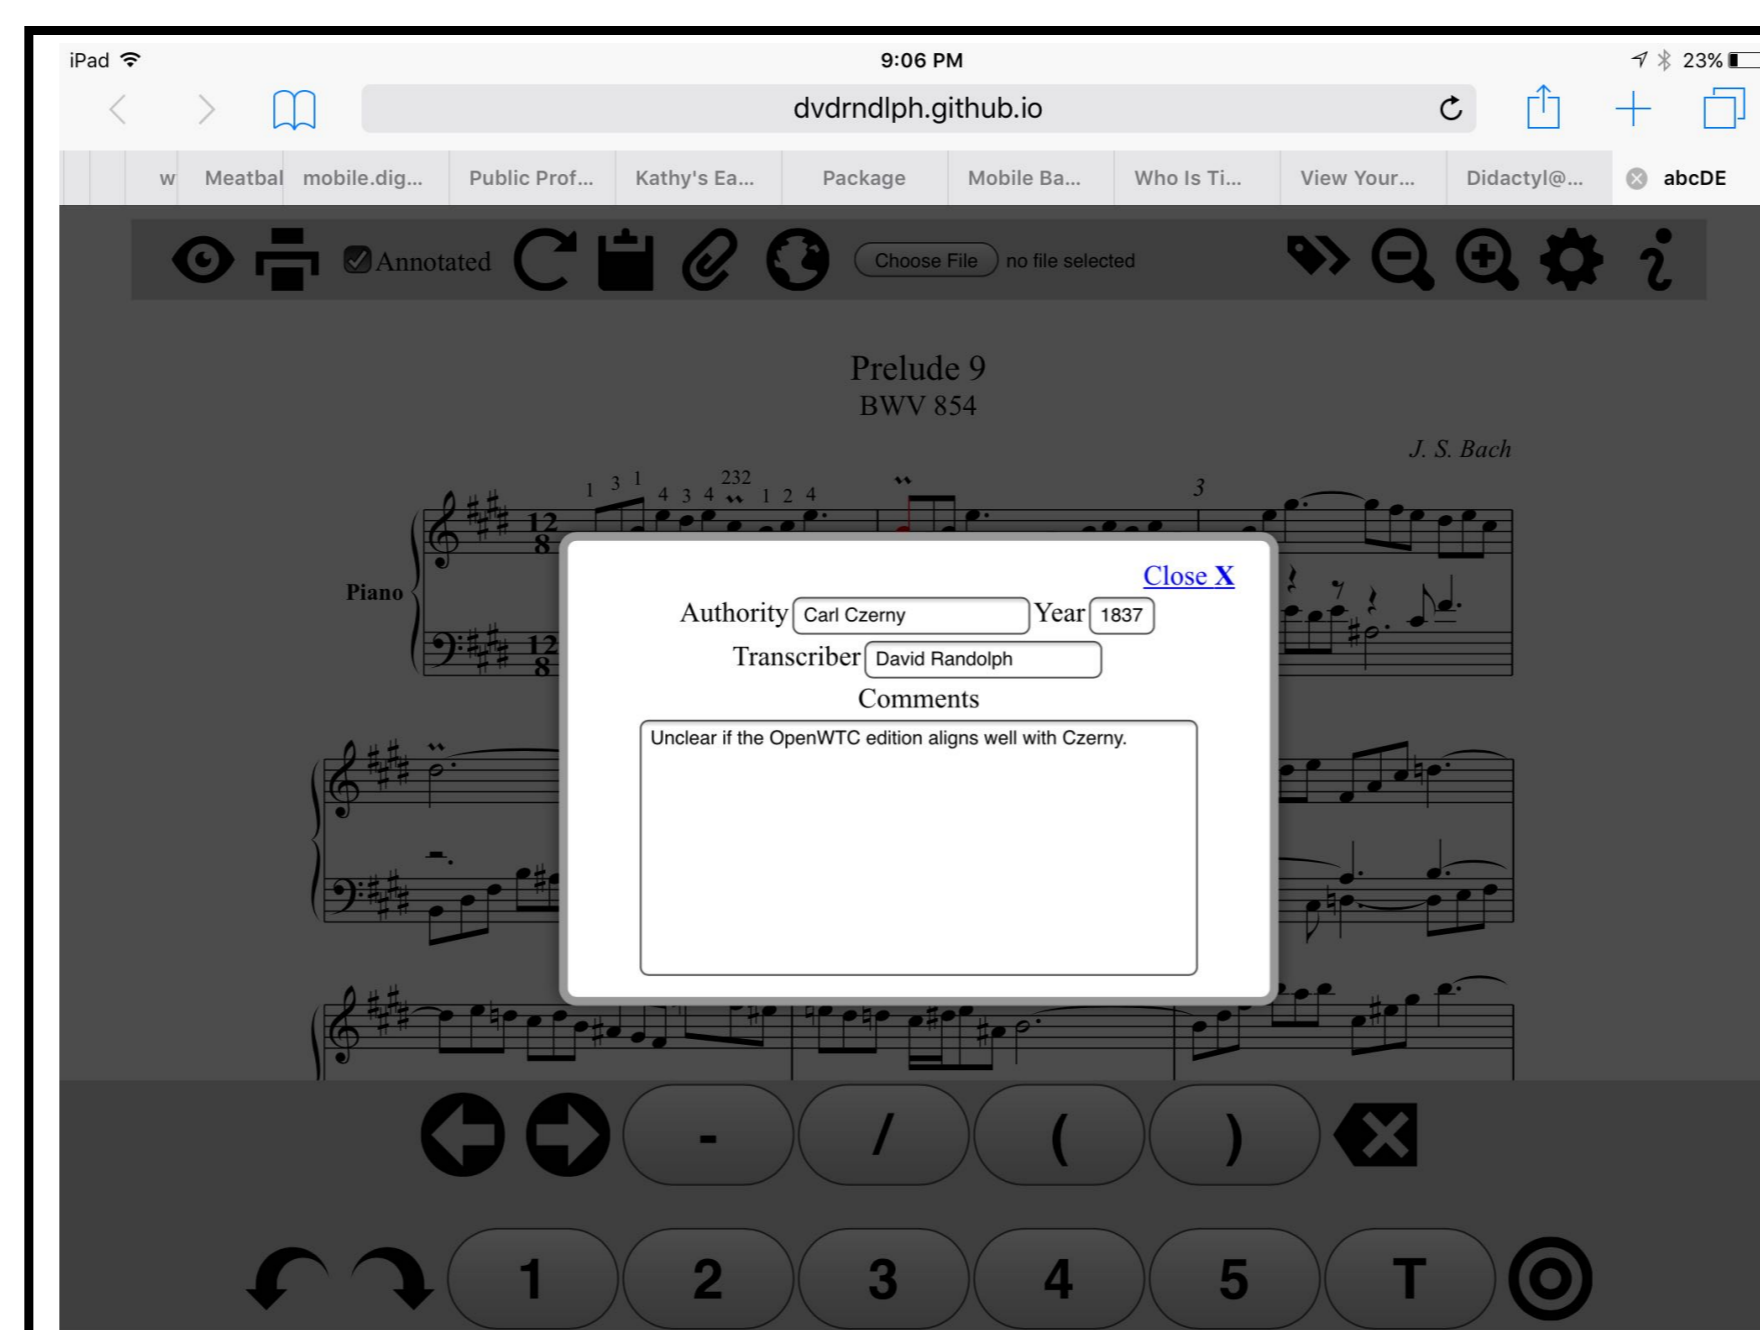 iPad 9:06 PM 23%
dvdrndlph.github.io
w Meatbal mobile.dig... Public Prof... Kathy's Ea... Package Mobile Ba... Who Is Ti... View Your... Didactyl@... abcDE
Annotated Choose File no file selected
Prelude 9
BWV 854
J. S. Bach
1 3 1 4 3 4 232 1 2 4 3
12
8
Piano
12
8
Close X
Authority Carl Czerny Year 1837
Transcriber David Randolph
Comments
Unclear if the OpenWTC edition aligns well with Czerny.
- / ( )
1 2 3 4 5 T